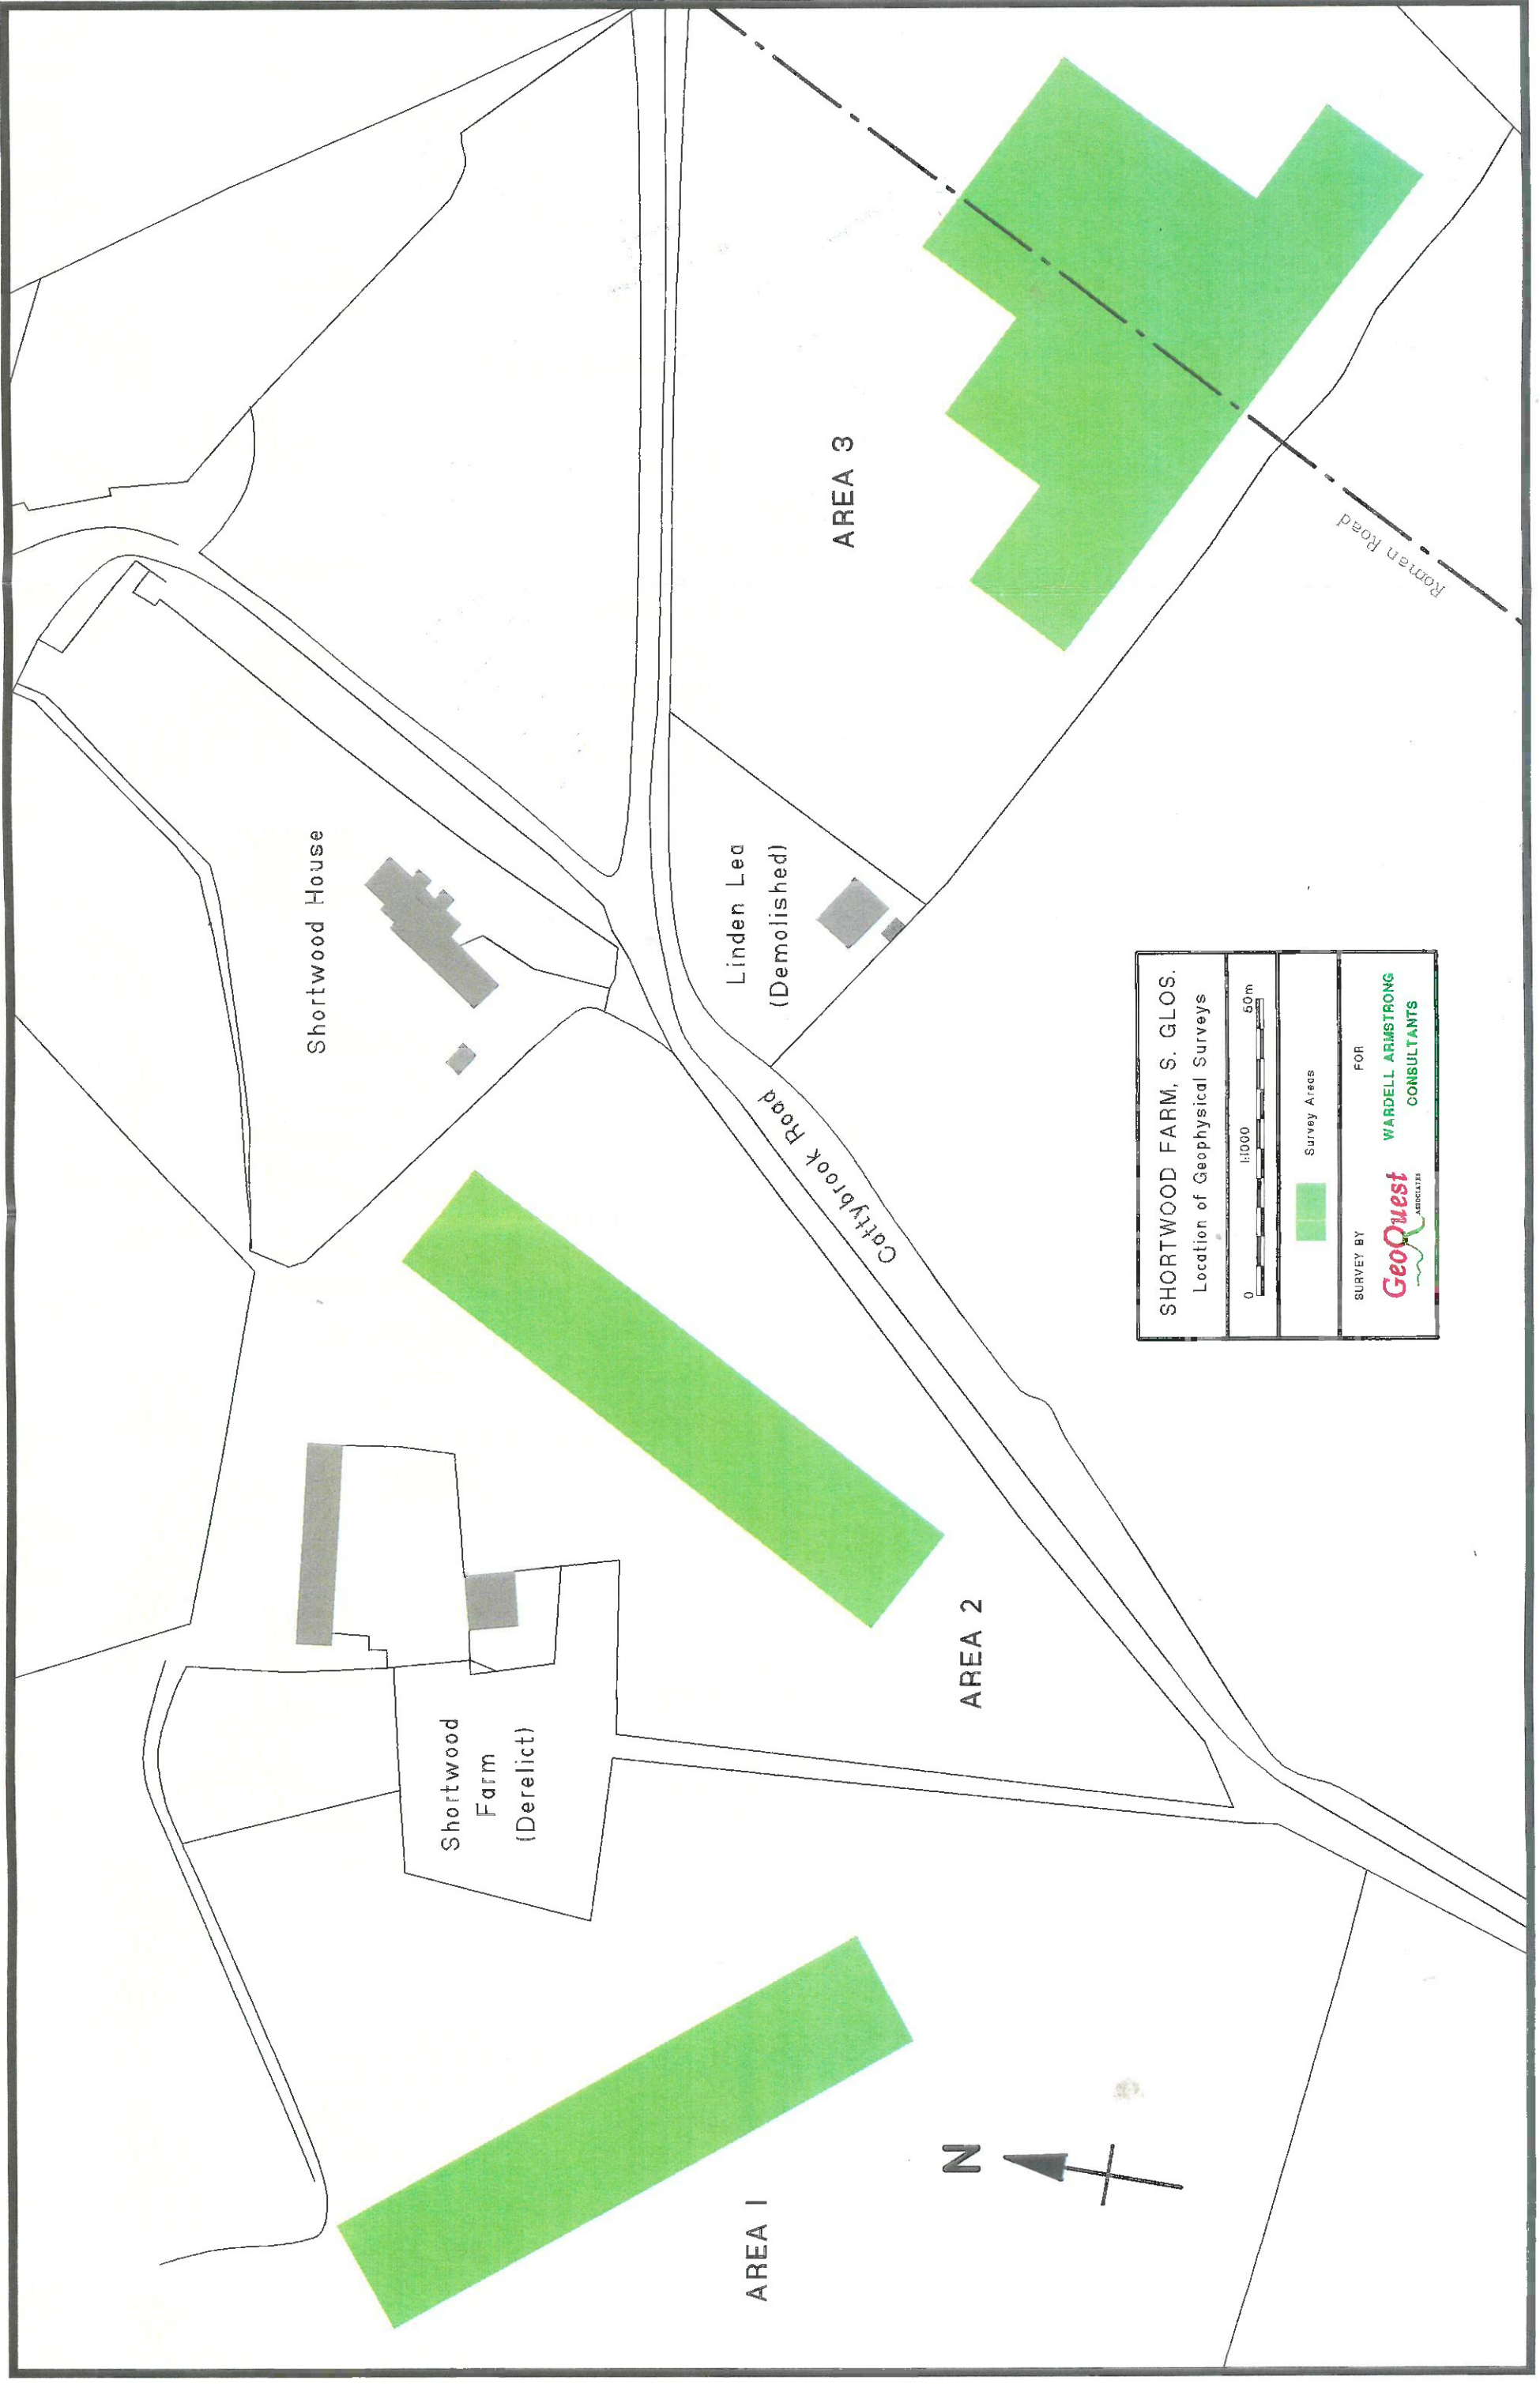 Shortwood House
Shortwood
Farm
(Derelict)
Linden Lea
(Demolished)
Cattybrook Road
AREA 1
AREA 2
AREA 3
Roman Road
N
SHORTWOOD FARM, S. GLOS.
Location of Geophysical Surveys
0 1:1000 50m
Survey Areas
SURVEY BY FOR
GeoQuest
ASSOCIATES
WARDELL ARMSTRONG
CONSULTANTS